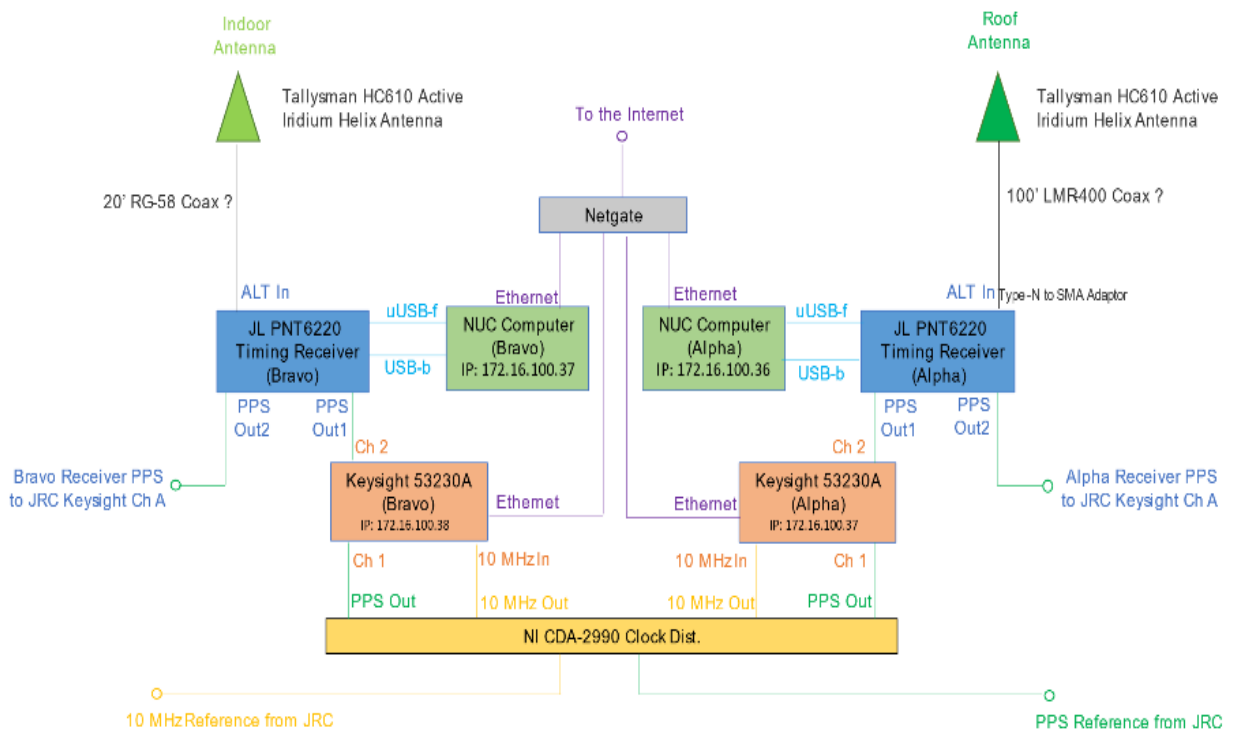 Indoor
Antenna
Roof
Antenna
Tallysman HC610 Active
Iridium Helix Antenna
Tallysman HC610 Active
Iridium Helix Antenna
To the Internet
20' RG-58 Coax ?
100' LMR-400 Coax ?
Netgate
ALT In
Ethernet
Ethernet
ALT In
Type-N to SMA Adaptor
JL PNT6220
Timing Receiver
(Bravo)
uUSB-f
USB-b
NUC Computer
(Bravo)
IP: 172.16.100.37
NUC Computer
(Alpha)
IP: 172.16.100.36
uUSB-f
USB-b
JL PNT6220
Timing Receiver
(Alpha)
PPS
Out2
PPS
Out1
PPS
Out1
PPS
Out2
Ch 2
Ch 2
Bravo Receiver PPS
to JRC Keysight Ch A
Keysight 53230A
(Bravo)
IP: 172.16.100.38
Ethernet
Ethernet
Keysight 53230A
(Alpha)
IP: 172.16.100.37
Alpha Receiver PPS
to JRC Keysight Ch A
Ch 1
10 MHz In
10 MHz In
Ch 1
PPS Out
10 MHz Out
10 MHz Out
PPS Out
NI CDA-2990 Clock Dist.
10 MHz Reference from JRC
PPS Reference from JRC